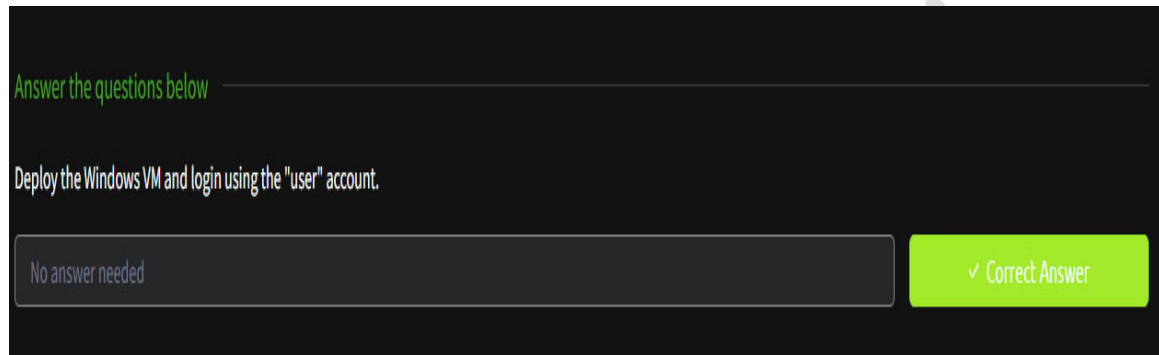 Answer the questions below
Deploy the Windows VM and login using the "user" account.
No answer needed
✓ Correct Answer